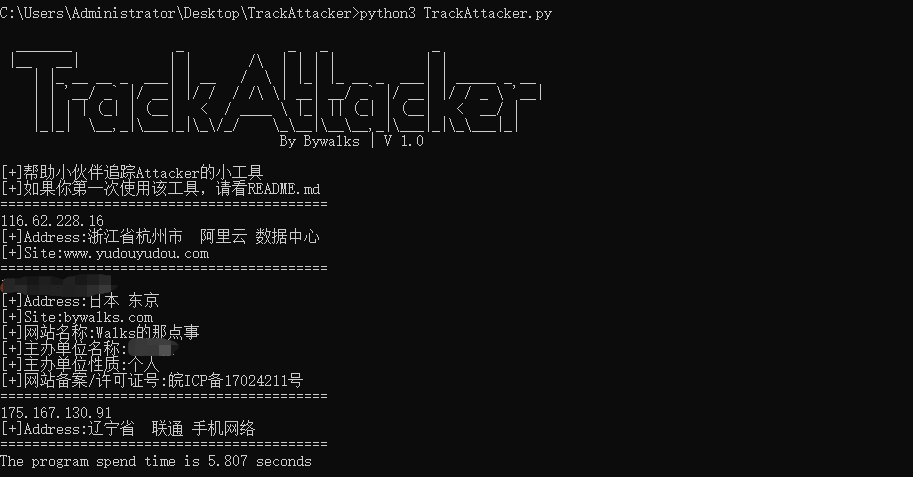 C:\Users\Administrator\Desktop\TrackAttacker>python3 TrackAttacker.py
TrackAttacker
By Bywalks | V 1.0
[+]帮助小伙伴追踪Attacker的小工具
[+]如果你第一次使用该工具，请看README.md
=========================================
116.62.228.16
[+]Address:浙江省杭州市  阿里云 数据中心
[+]Site:www.yudouyudou.com
=========================================
[+]Address:日本 东京
[+]Site:bywalks.com
[+]网站名称:Walks的那点事
[+]主办单位名称:
[+]主办单位性质:个人
[+]网站备案/许可证号:皖ICP备17024211号
=========================================
175.167.130.91
[+]Address:辽宁省  联通 手机网络
=========================================
The program spend time is 5.807 seconds